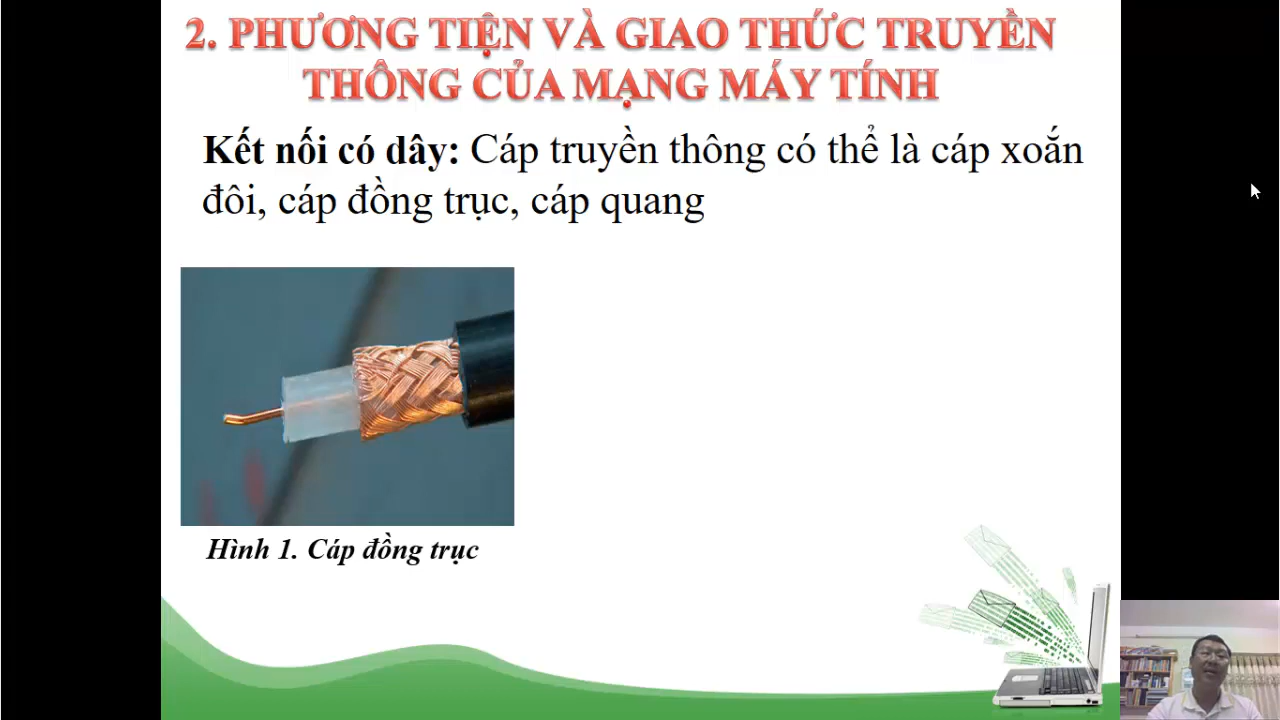 2. PHƯƠNG TIỆN VÀ GIAO THỨC TRUYỀN
THÔNG CỦA MẠNG MÁY TÍNH
Kết nối có dây: Cáp truyền thông có thể là cáp xoắn
đôi, cáp đồng trục, cáp quang
Hình 1. Cáp đồng trục